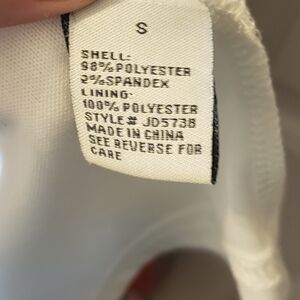 S
SHELL:
98% POLYESTER
2% SPANDEX
LINING:
100% POLYESTER
STYLE# JD5738
MADE IN CHINA
SEE REVERSE FOR
CARE